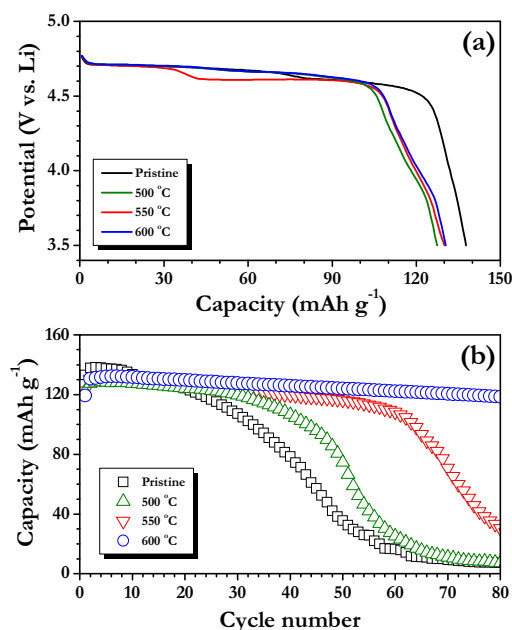 (a)
5.0
4.5
4.0
3.5
Potential (V vs. Li)
Pristine
500 °C
550 °C
600 °C
0 30 60 90 120 150
Capacity (mAh g⁻¹)
(b)
160
120
80
40
0
Capacity (mAh g⁻¹)
Pristine
500 °C
550 °C
600 °C
0 10 20 30 40 50 60 70 80
Cycle number